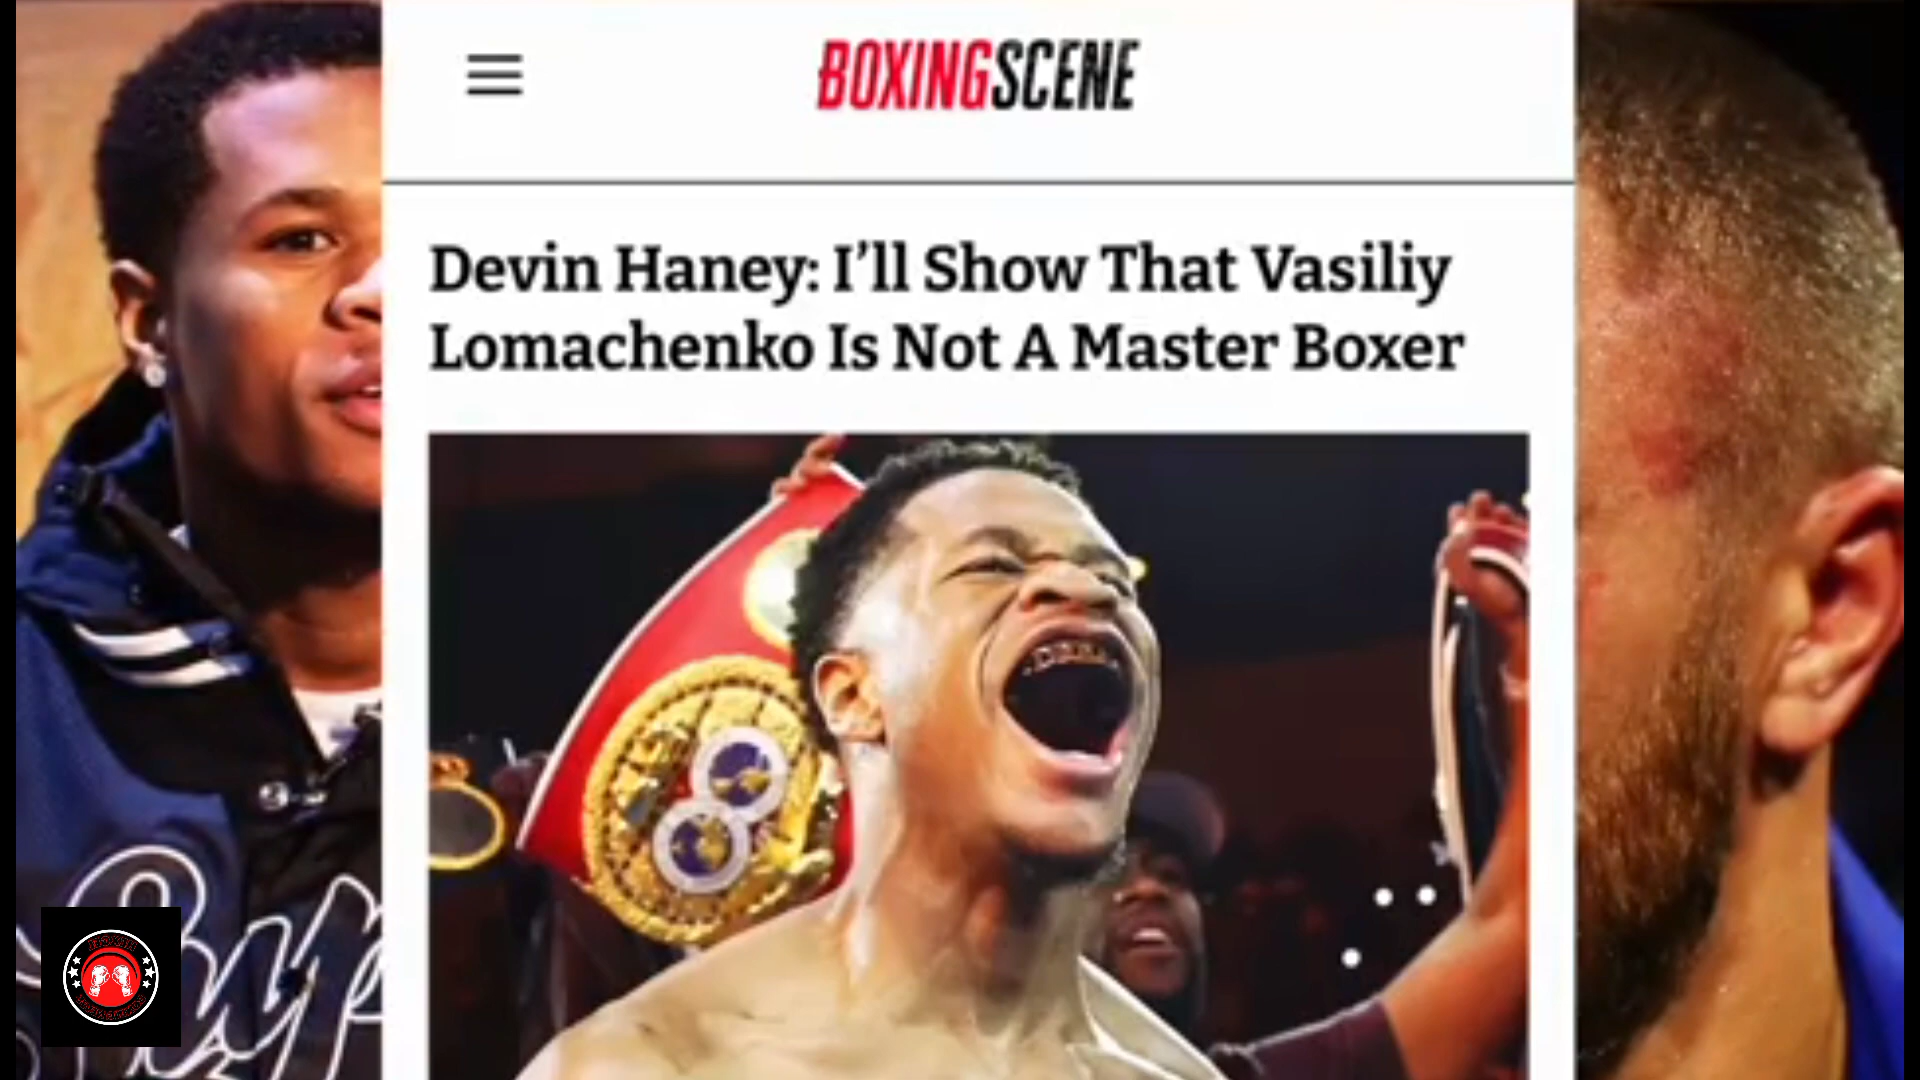 BOXINGSCENE
Devin Haney: I’ll Show That Vasiliy
Lomachenko Is Not A Master Boxer